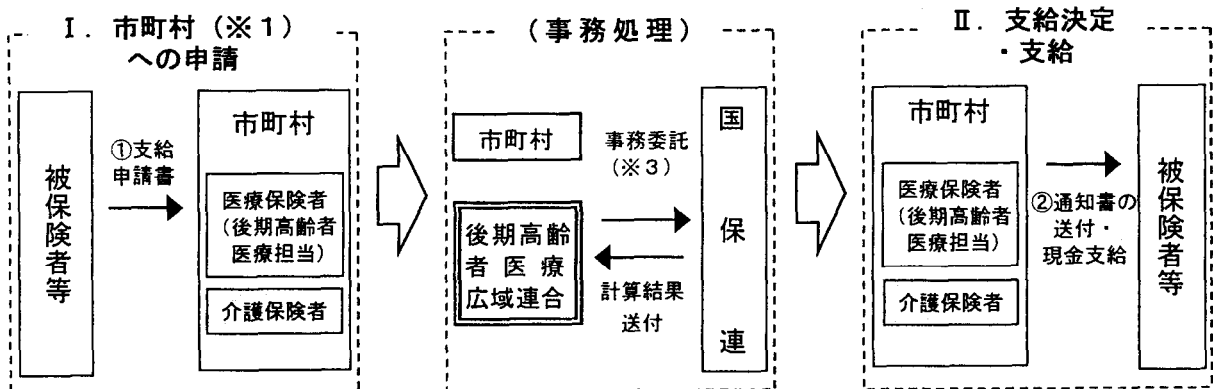 Ⅰ．市町村（※１）
への申請
被保険者等
①支給
申請書
市町村
医療保険者
（後期高齢者
医療担当）
介護保険者
（事務処理）
市町村
後期高齢
者医療
広域連合
事務委託
（※３）
計算結果
送付
国保連
Ⅱ．支給決定
・支給
市町村
医療保険者
（後期高齢者
医療担当）
介護保険者
②通知書の
送付・
現金支給
被保険者等